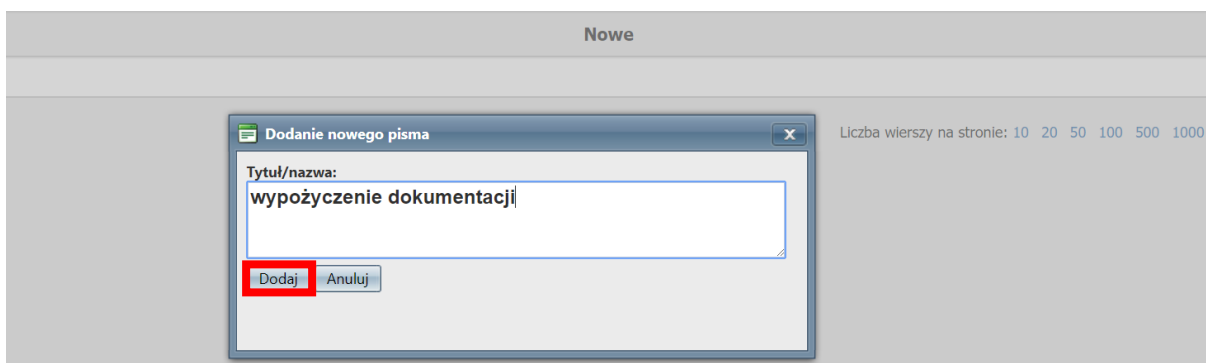 Nowe
Dodanie nowego pisma x
Liczba wierszy na stronie: 10 20 50 100 500 1000
Tytuł/nazwa:
wypożyczenie dokumentacji
Dodaj Anuluj